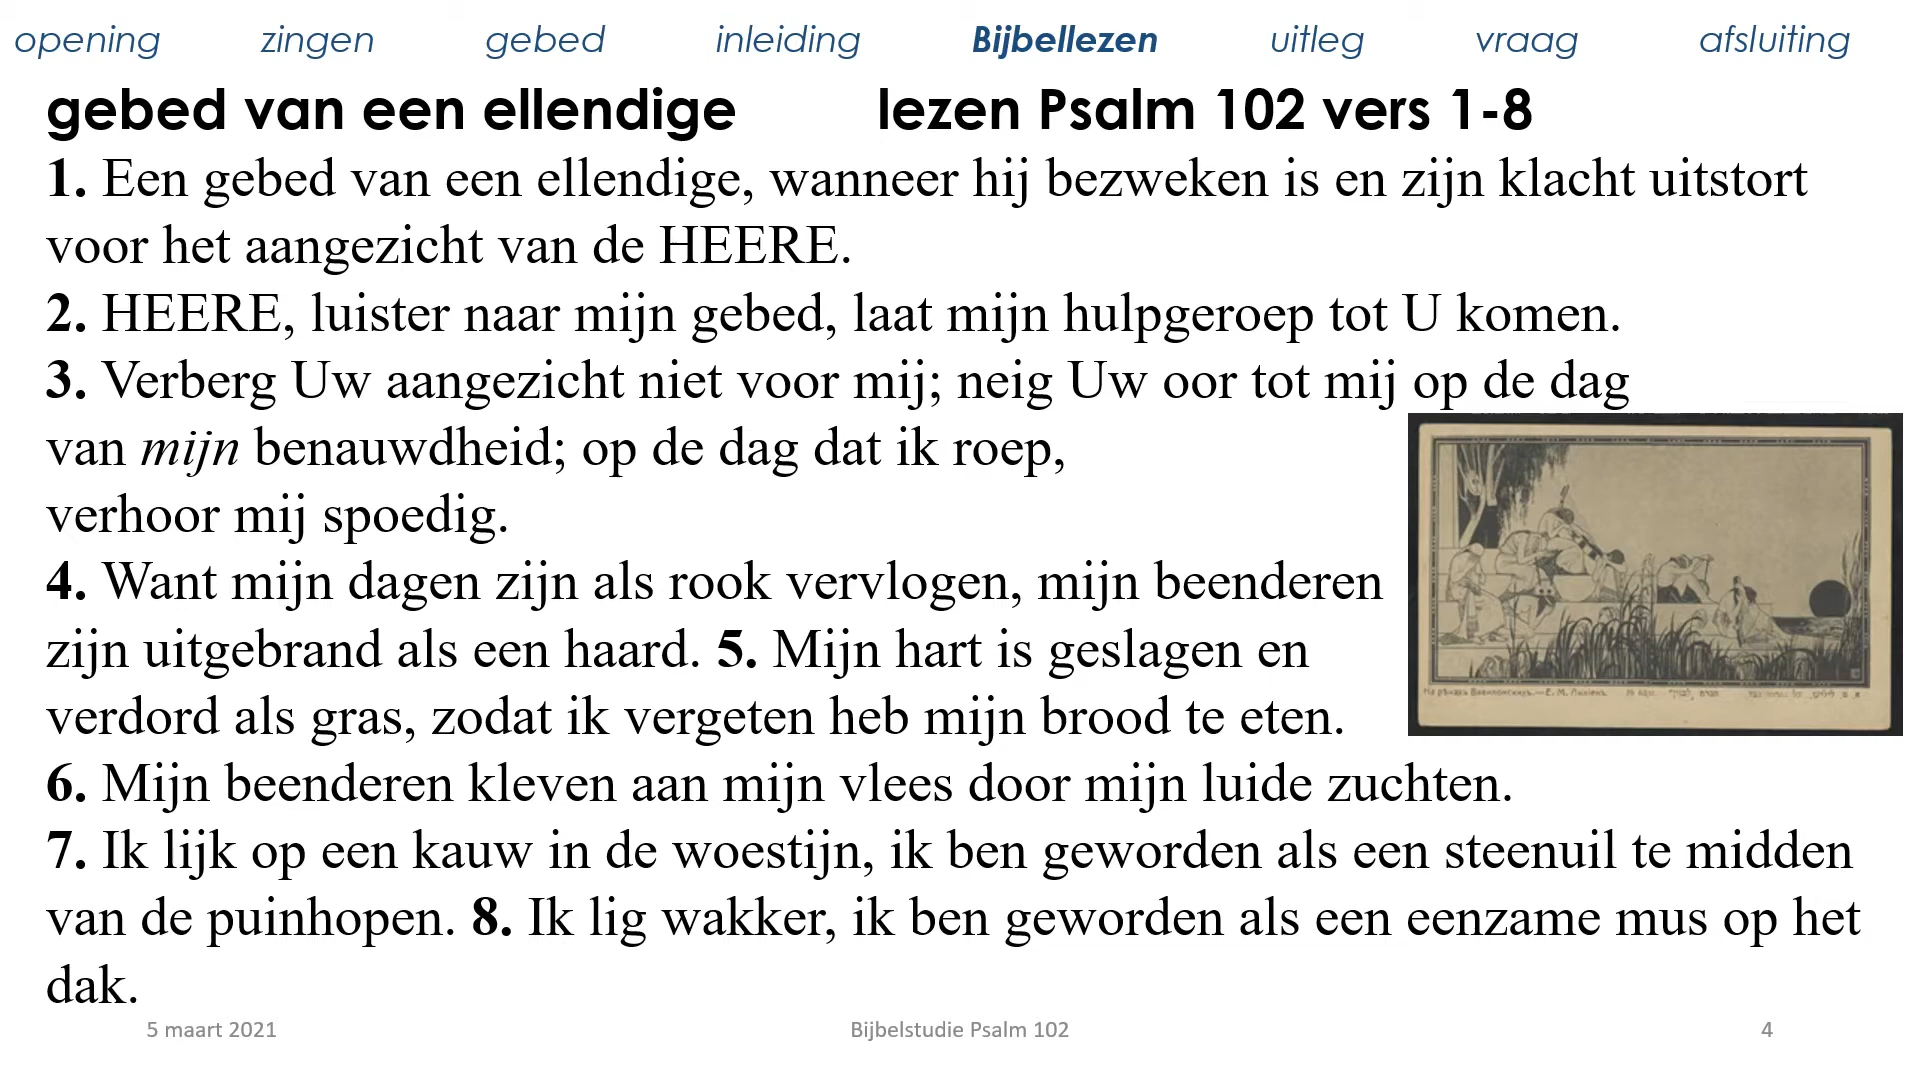 opening zingen gebed inleiding Bijbellezen uitleg vraag afsluiting
gebed van een ellendige lezen Psalm 102 vers 1-8
1. Een gebed van een ellendige, wanneer hij bezweken is en zijn klacht uitstort
voor het aangezicht van de HEERE.
2. HEERE, luister naar mijn gebed, laat mijn hulpgeroep tot U komen.
3. Verberg Uw aangezicht niet voor mij; neig Uw oor tot mij op de dag
van mijn benauwdheid; op de dag dat ik roep,
verhoor mij spoedig.
4. Want mijn dagen zijn als rook vervlogen, mijn beenderen
zijn uitgebrand als een haard. 5. Mijn hart is geslagen en
verdord als gras, zodat ik vergeten heb mijn brood te eten.
6. Mijn beenderen kleven aan mijn vlees door mijn luide zuchten.
7. Ik lijk op een kauw in de woestijn, ik ben geworden als een steenuil te midden
van de puinhopen. 8. Ik lig wakker, ik ben geworden als een eenzame mus op het
dak.
5 maart 2021 Bijbelstudie Psalm 102 4